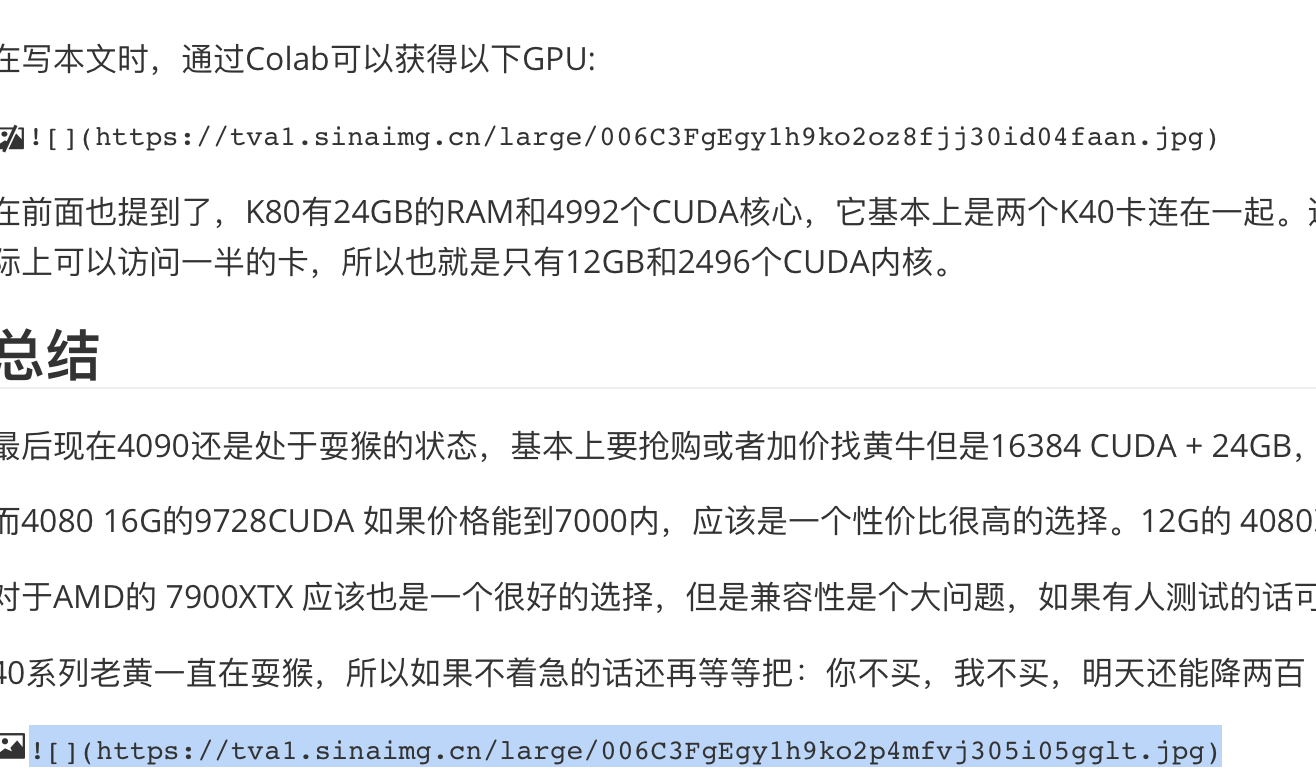 在写本文时，通过Colab可以获得以下GPU:
![](https://tva1.sinaimg.cn/large/006C3FgEgy1h9ko2oz8fjj30id04faan.jpg)
在前面也提到了，K80有24GB的RAM和4992个CUDA核心，它基本上是两个K40卡连在一起。
际上可以访问一半的卡，所以也就是只有12GB和2496个CUDA内核。
总结
最后现在4090还是处于耍猴的状态，基本上要抢购或者加价找黄牛但是16384 CUDA + 24GB，
而4080 16G的9728CUDA 如果价格能到7000内，应该是一个性价比很高的选择。12G的 4080
对于AMD的 7900XTX 应该也是一个很好的选择，但是兼容性是个大问题，如果有人测试的话可
40系列老黄一直在耍猴，所以如果不着急的话还再等等把：你不买，我不买，明天还能降两百
![](https://tva1.sinaimg.cn/large/006C3FgEgy1h9ko2p4mfvj305i05gglt.jpg)